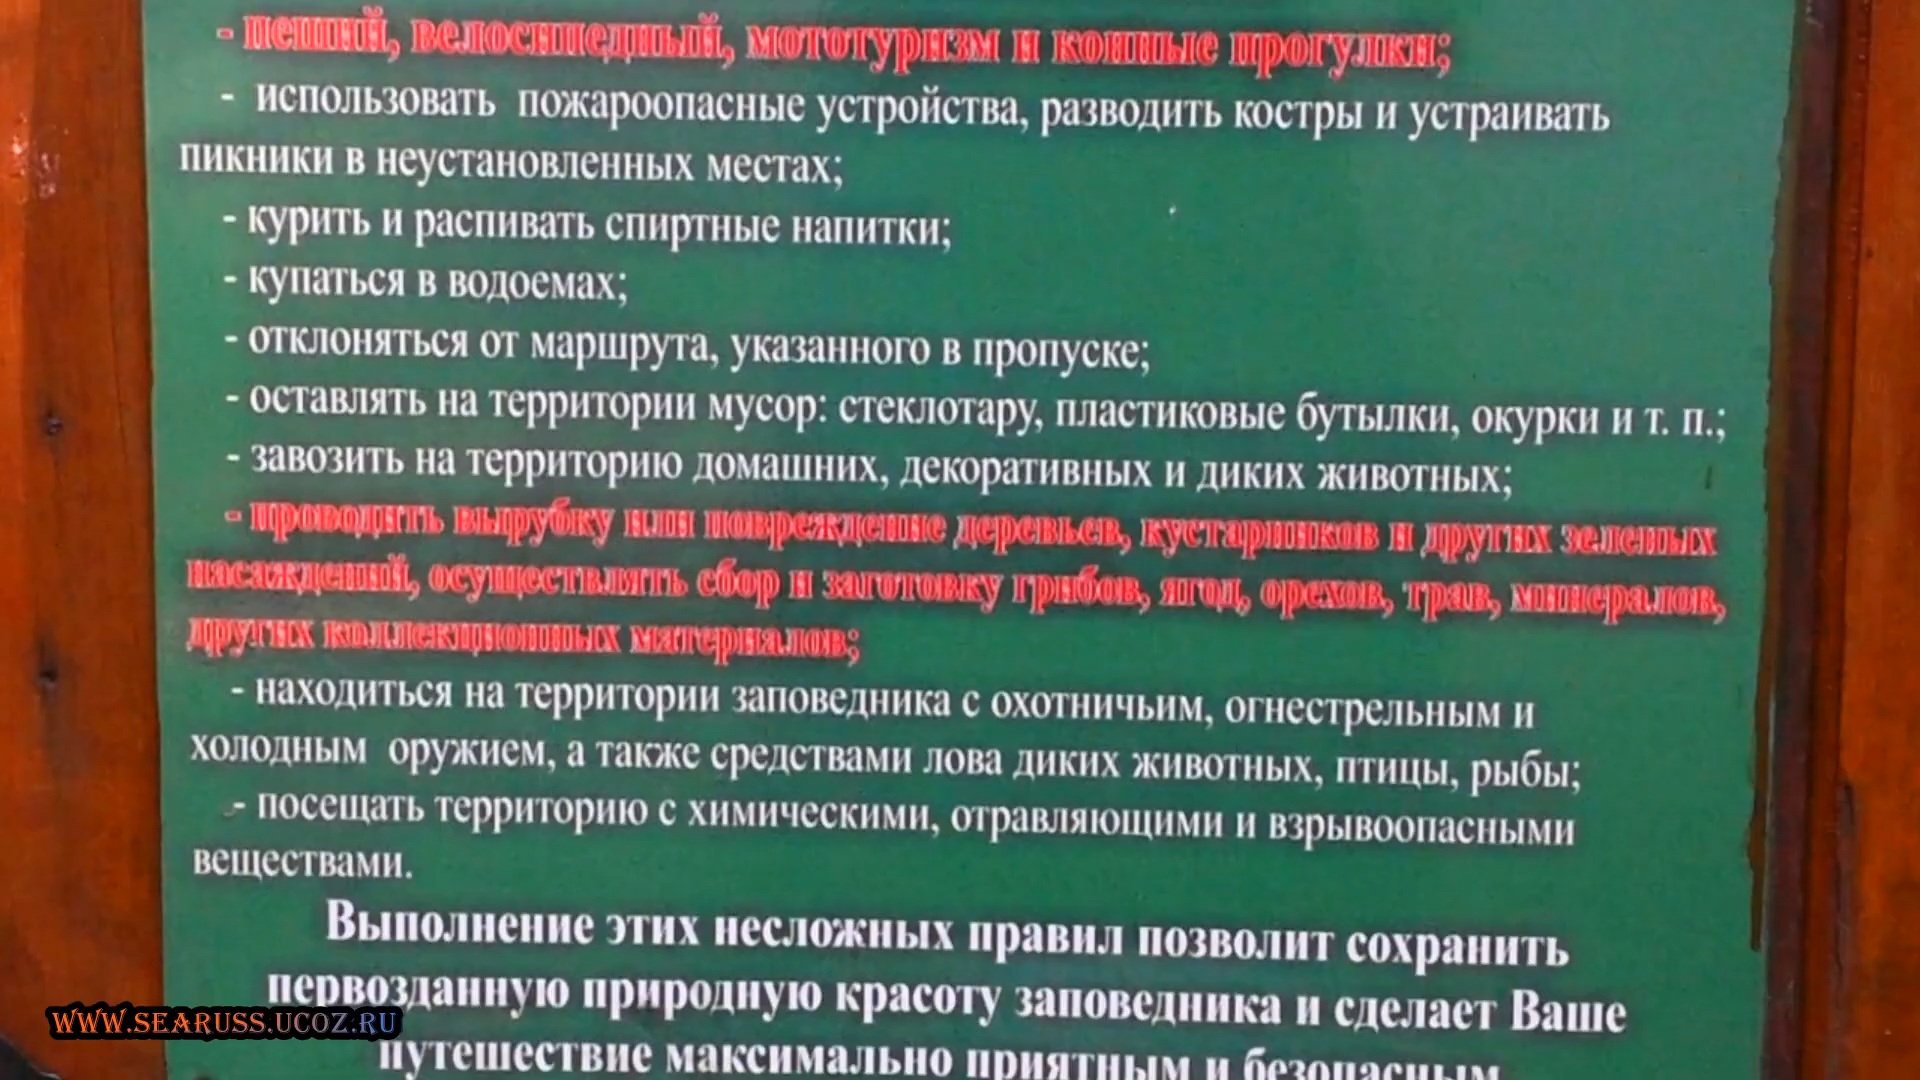 - пеший, велосипедный, мототуризм и конные прогулки;
- использовать пожароопасные устройства, разводить костры и устраивать
пикники в неустановленных местах;
- курить и распивать спиртные напитки;
- купаться в водоемах;
- отклоняться от маршрута, указанного в пропуске;
- оставлять на территории мусор: стеклотару, пластиковые бутылки, окурки и т. п.;
- завозить на территорию домашних, декоративных и диких животных;
- проводить вырубку или повреждение деревьев, кустарников и других зеленых
насаждений, осуществлять сбор и заготовку грибов, ягод, орехов, трав, минералов,
других коллекционных материалов;
- находиться на территории заповедника с охотничьим, огнестрельным и
холодным оружием, а также средствами лова диких животных, птицы, рыбы;
- посещать территорию с химическими, отравляющими и взрывоопасными
веществами.
Выполнение этих несложных правил позволит сохранить
первозданную природную красоту заповедника и сделает Ваше
путешествие максимально приятным и безопасным
WWW.SEARUSS.UCOZ.RU